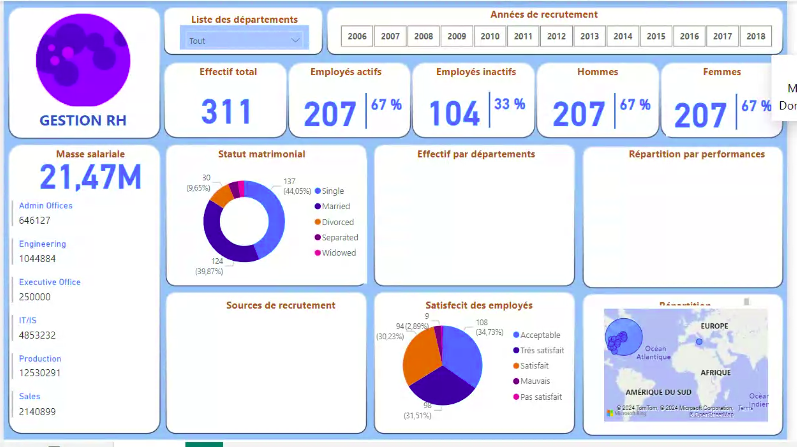 Liste des départements
Tout
Années de recrutement
2006 2007 2008 2009 2010 2011 2012 2013 2014 2015 2016 2017 2018
GESTION RH
Effectif total
311
Employés actifs
207 67 %
Employés inactifs
104 33 %
Hommes
207 67 %
Femmes
207 67 %
M
Dor
Masse salariale
21,47M
Admin Offices
646127
Engineering
1044884
Executive Office
250000
IT/IS
4853232
Production
12530291
Sales
2140899
Statut matrimonial
30
(9,65%)
137
(44,05%)
124
(39,87%)
Single
Married
Divorced
Separated
Widowed
Effectif par départements
Répartition par performances
Sources de recrutement
Satisfecit des employés
9
(2,89%)
94
(30,23%)
108
(34,73%)
98
(31,51%)
Acceptable
Très satisfait
Satisfait
Mauvais
Pas satisfait
Répartition
EUROPE
Océan
Atlantique
AFRIQUE
AMÉRIQUE DU SUD
Océan
Indien
Microsoft
© 2024 TomTom, © 2024 Microsoft Corporation Terms
© OpenStreetMap